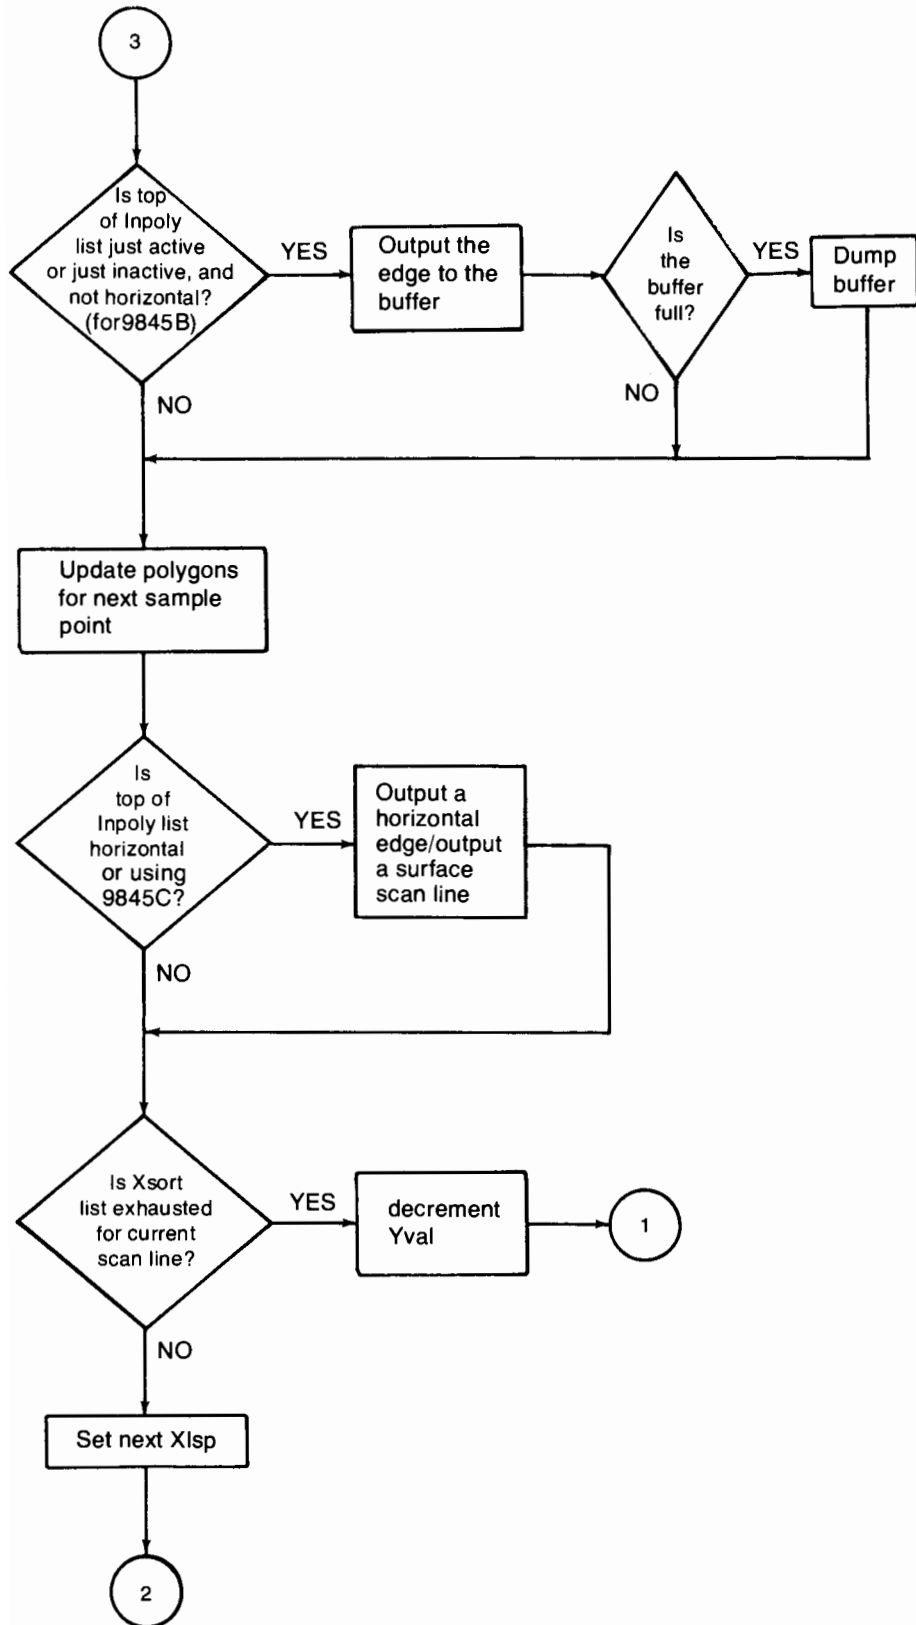 3
Is top
of Inpoly
list just active
or just inactive, and
not horizontal?
(for9845B)
YES
Output the
edge to the
buffer
Is
the
buffer
full?
YES
Dump
buffer
NO
NO
Update polygons
for next sample
point
Is
top of
Inpoly list
horizontal
or using
9845C?
YES
Output a
horizontal
edge/output
a surface
scan line
NO
Is Xsort
list exhausted
for current
scan line?
YES
decrement
Yval
1
NO
Set next Xlsp
2